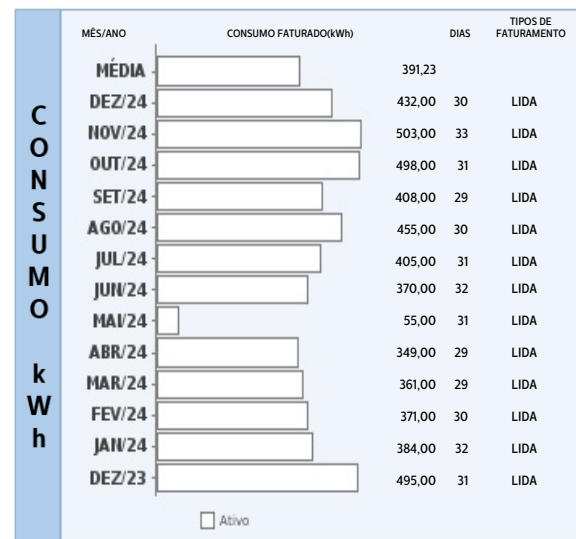 MÊS/ANO CONSUMO FATURADO(kWh) DIAS TIPOS DE FATURAMENTO
MÉDIA 391,23
DEZ/24 432,00 30 LIDA
NOV/24 503,00 33 LIDA
OUT/24 498,00 31 LIDA
SET/24 408,00 29 LIDA
AGO/24 455,00 30 LIDA
JUL/24 405,00 31 LIDA
JUN/24 370,00 32 LIDA
MAI/24 55,00 31 LIDA
ABR/24 349,00 29 LIDA
MAR/24 361,00 29 LIDA
FEV/24 371,00 30 LIDA
JAN/24 384,00 32 LIDA
DEZ/23 495,00 31 LIDA
Ativo
CONSUMO kWh